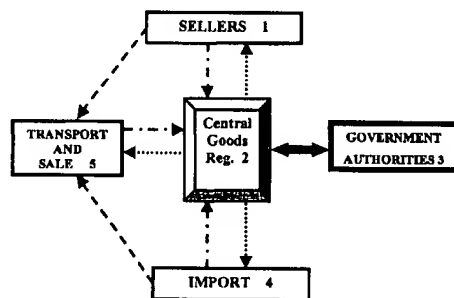 SELLERS 1
Central
Goods
Reg. 2
TRANSPORT
AND
SALE 5
GOVERNMENT
AUTHORITIES 3
IMPORT 4